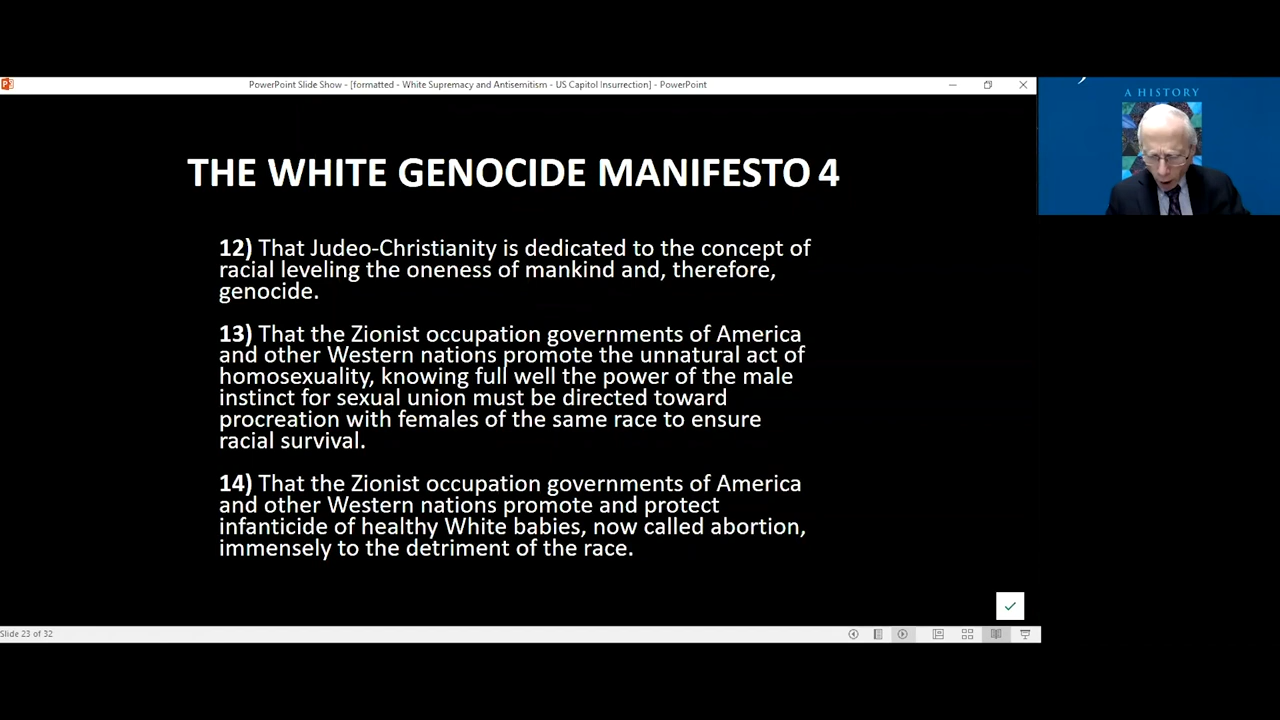 PowerPoint Slide Show - [formatted - White Supremacy and Antisemitism - US Capitol Insurrection] - PowerPoint
A HISTORY
THE WHITE GENOCIDE MANIFESTO 4
12) That Judeo-Christianity is dedicated to the concept of
racial leveling the oneness of mankind and, therefore,
genocide.
13) That the Zionist occupation governments of America
and other Western nations promote the unnatural act of
homosexuality, knowing full well the power of the male
instinct for sexual union must be directed toward
procreation with females of the same race to ensure
racial survival.
14) That the Zionist occupation governments of America
and other Western nations promote and protect
infanticide of healthy White babies, now called abortion,
immensely to the detriment of the race.
Slide 23 of 32